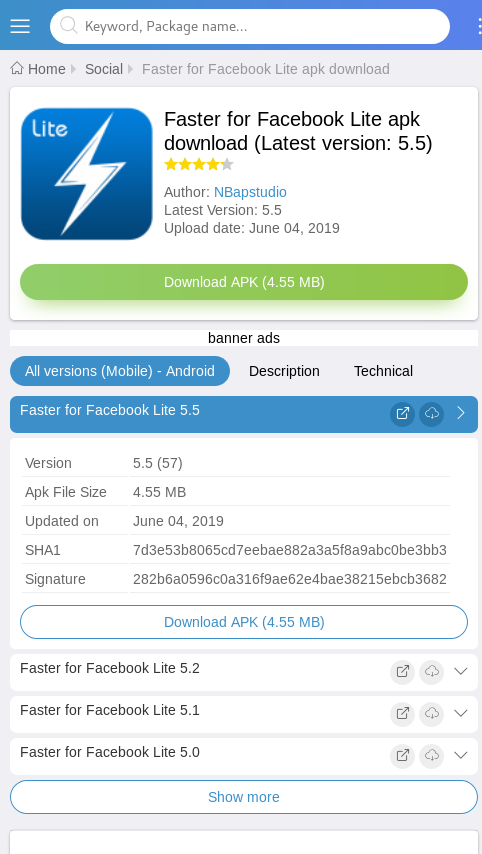 Keyword, Package name...
Home Social Faster for Facebook Lite apk download
Lite
Faster for Facebook Lite apk
download (Latest version: 5.5)
Author: NBapstudio
Latest Version: 5.5
Upload date: June 04, 2019
Download APK (4.55 MB)
banner ads
All versions (Mobile) - Android Description Technical
Faster for Facebook Lite 5.5
Version 5.5 (57)
Apk File Size 4.55 MB
Updated on June 04, 2019
SHA1 7d3e53b8065cd7eebae882a3a5f8a9abc0be3bb3
Signature 282b6a0596c0a316f9ae62e4bae38215ebcb3682
Download APK (4.55 MB)
Faster for Facebook Lite 5.2
Faster for Facebook Lite 5.1
Faster for Facebook Lite 5.0
Show more